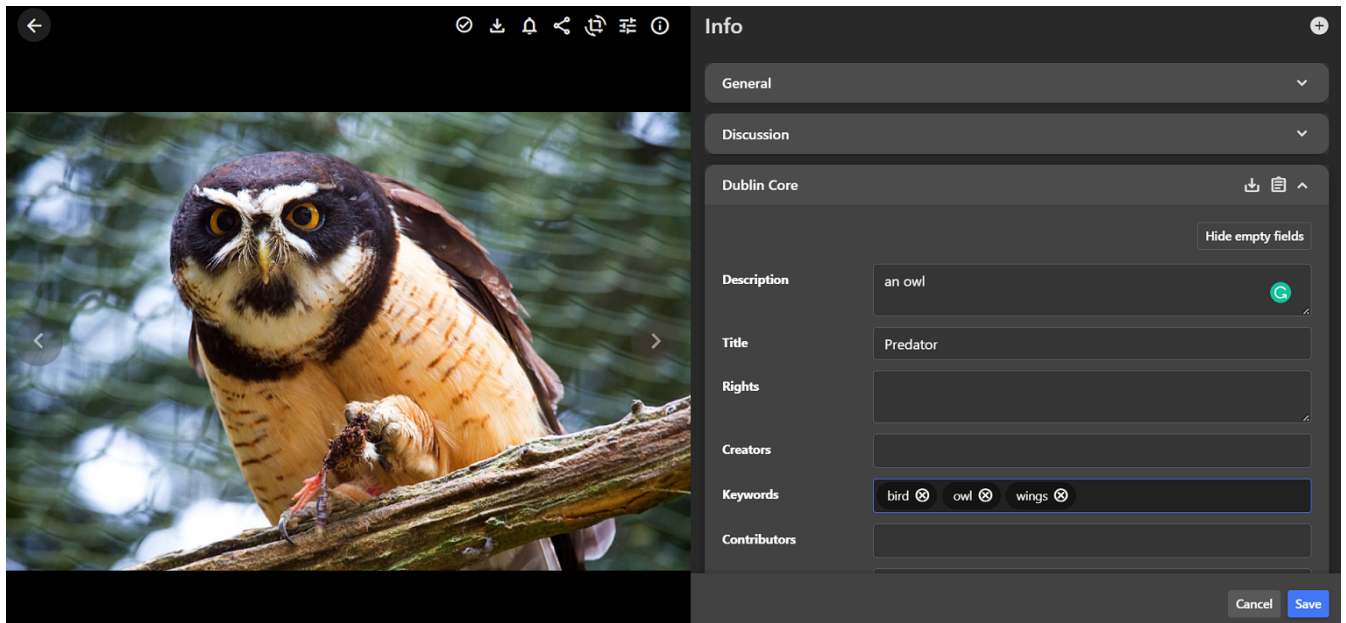 Info
General
Discussion
Dublin Core
Hide empty fields
Description
an owl
Title
Predator
Rights
Creators
Keywords
bird owl wings
Contributors
Cancel Save